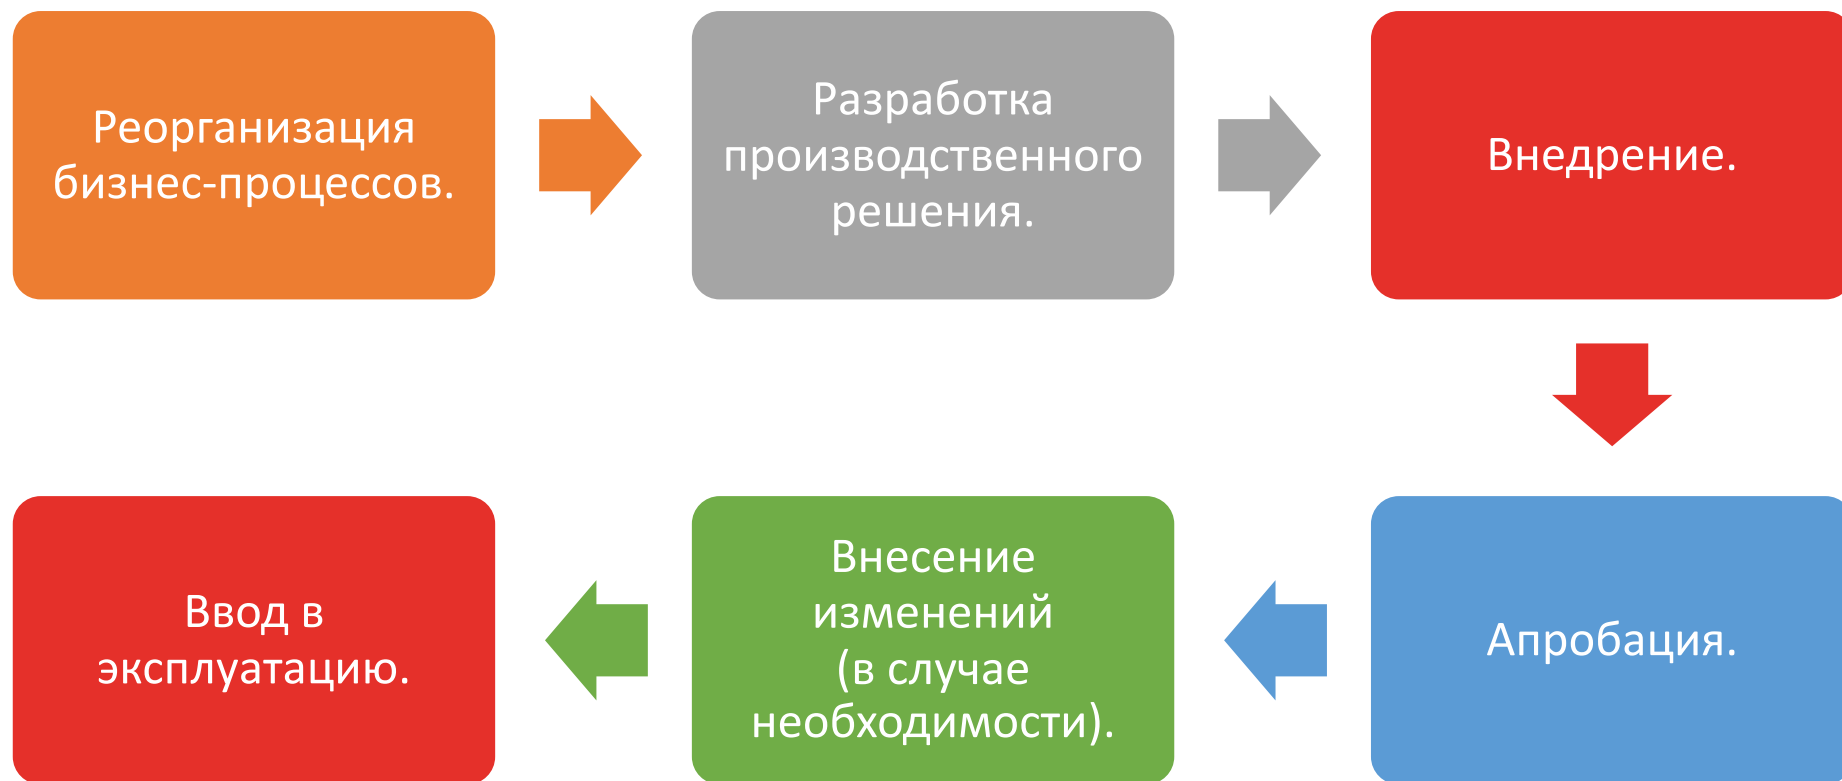 Реорганизация
бизнес-процессов.
Разработка
производственного
решения.
Внедрение.
Апробация.
Внесение
изменений
(в случае
необходимости).
Ввод в
эксплуатацию.